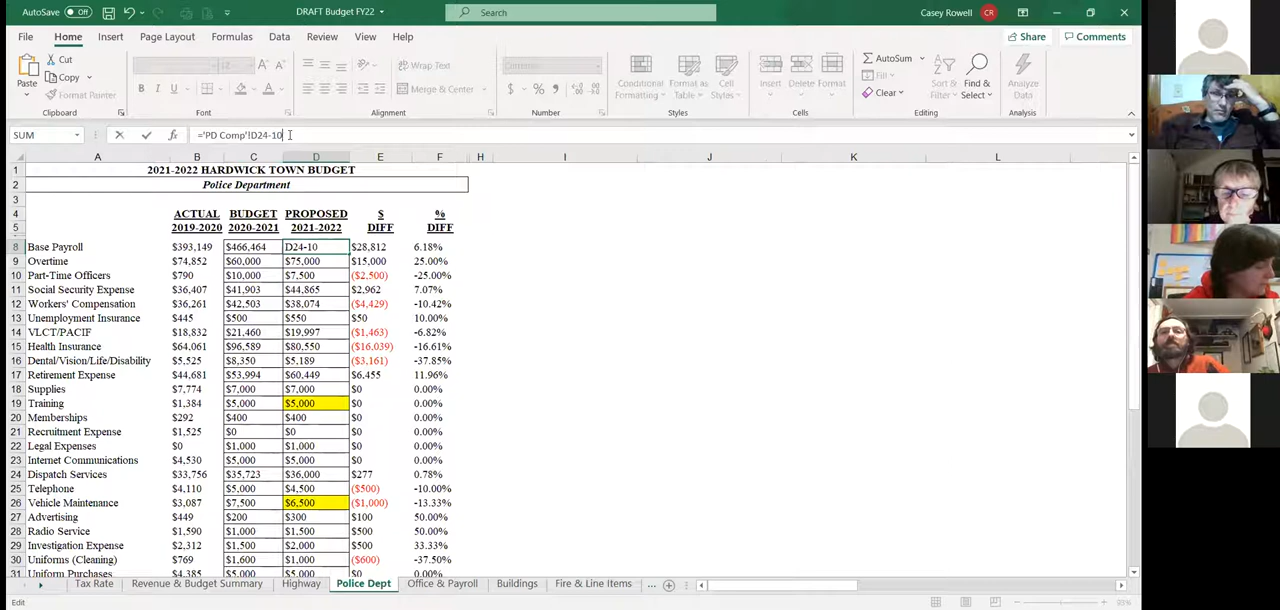 AutoSave Off DRAFT Budget FY22 Search Casey Rowell CR
File Home Insert Page Layout Formulas Data Review View Help Share Comments
Paste Cut Copy Format Painter
Wrap Text Merge & Center
$ % Conditional Formatting Format as Table Cell Styles Insert Delete Format
AutoSum Fill Clear Sort & Filter Find & Select Analyze Data
Clipboard Font Alignment Number Styles Cells Editing Analysis
SUM ='PD Comp'!D24-10
A B C D E F H I J K L
1 2021-2022 HARDWICK TOWN BUDGET
2 Police Department
3
4 ACTUAL BUDGET PROPOSED $ %
5 2019-2020 2020-2021 2021-2022 DIFF DIFF
8 Base Payroll $393,149 $466,464 D24-10 $28,812 6.18%
9 Overtime $74,852 $60,000 $75,000 $15,000 25.00%
10 Part-Time Officers $790 $10,000 $7,500 ($2,500) -25.00%
11 Social Security Expense $36,407 $41,903 $44,865 $2,962 7.07%
12 Workers' Compensation $36,261 $42,503 $38,074 ($4,429) -10.42%
13 Unemployment Insurance $445 $500 $550 $50 10.00%
14 VLCT/PACIF $18,832 $21,460 $19,997 ($1,463) -6.82%
15 Health Insurance $64,061 $96,589 $80,550 ($16,039) -16.61%
16 Dental/Vision/Life/Disability $5,525 $8,350 $5,189 ($3,161) -37.85%
17 Retirement Expense $44,681 $53,994 $60,449 $6,455 11.96%
18 Supplies $7,774 $7,000 $7,000 $0 0.00%
19 Training $1,384 $5,000 $5,000 $0 0.00%
20 Memberships $292 $400 $400 $0 0.00%
21 Recruitment Expense $1,525 $0 $0 $0 0.00%
22 Legal Expenses $0 $1,000 $1,000 $0 0.00%
23 Internet Communications $4,530 $5,000 $5,000 $0 0.00%
24 Dispatch Services $33,756 $35,723 $36,000 $277 0.78%
25 Telephone $4,110 $5,000 $4,500 ($500) -10.00%
26 Vehicle Maintenance $3,087 $7,500 $6,500 ($1,000) -13.33%
27 Advertising $449 $200 $300 $100 50.00%
28 Radio Service $1,590 $1,000 $1,500 $500 50.00%
29 Investigation Expense $2,312 $1,500 $2,000 $500 33.33%
30 Uniforms (Cleaning) $769 $1,600 $1,000 ($600) -37.50%
31 Uniform Purchases $4,385 $5,000 $5,000 $0 0.00%
Tax Rate Revenue & Budget Summary Highway Police Dept Office & Payroll Buildings Fire & Line Items ...
Edit